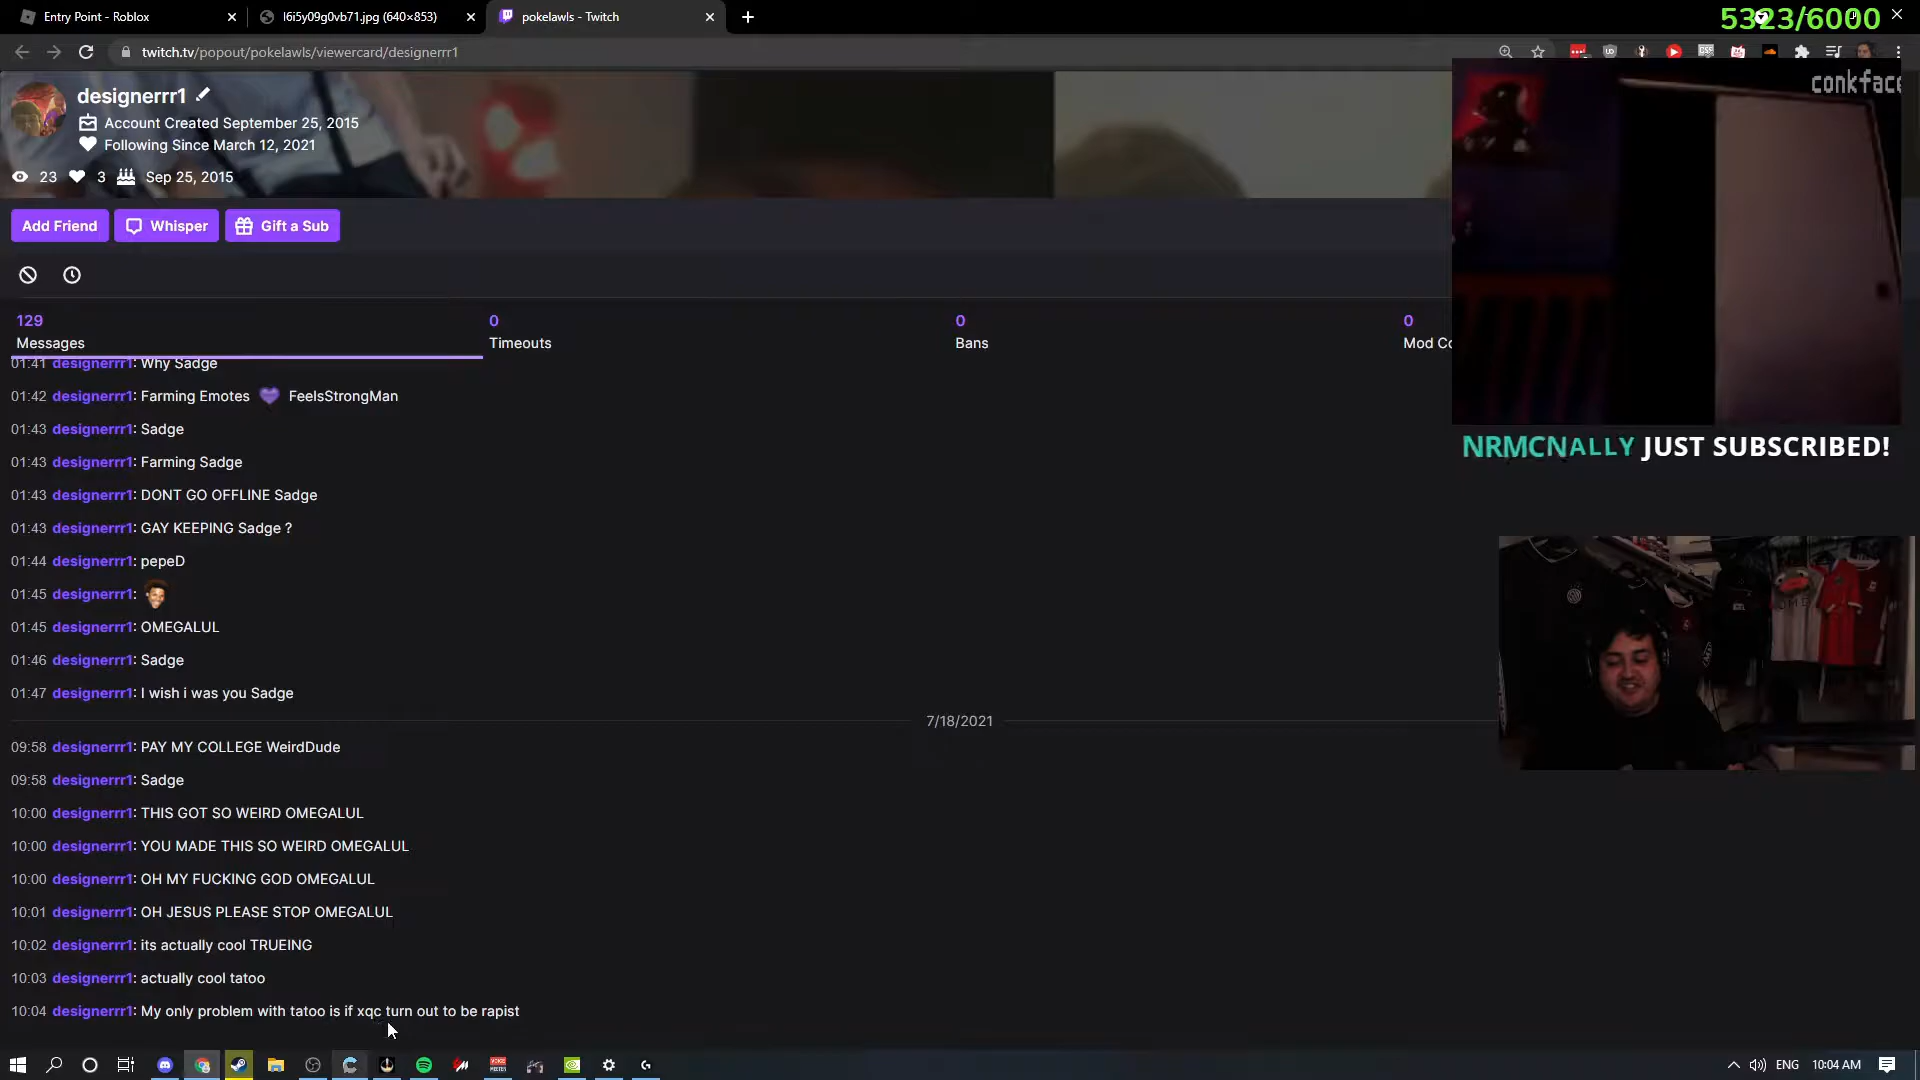 Entry Point - Roblox
l6i5y09g0vb71.jpg (640×853)
pokelawls - Twitch
5323/6000
twitch.tv/popout/pokelawls/viewercard/designerrr1
conkface
designerrr1
Account Created September 25, 2015
Following Since March 12, 2021
23 3 Sep 25, 2015
Add Friend Whisper Gift a Sub
129 0 0 0
Messages Timeouts Bans Mod Co
01:41 designerrr1: Why Sadge
01:42 designerrr1: Farming Emotes FeelsStrongMan
01:43 designerrr1: Sadge
01:43 designerrr1: Farming Sadge
01:43 designerrr1: DONT GO OFFLINE Sadge
01:43 designerrr1: GAY KEEPING Sadge ?
01:44 designerrr1: pepeD
01:45 designerrr1:
01:45 designerrr1: OMEGALUL
01:46 designerrr1: Sadge
01:47 designerrr1: I wish i was you Sadge
NRMCNALLY JUST SUBSCRIBED!
7/18/2021
09:58 designerrr1: PAY MY COLLEGE WeirdDude
09:58 designerrr1: Sadge
10:00 designerrr1: THIS GOT SO WEIRD OMEGALUL
10:00 designerrr1: YOU MADE THIS SO WEIRD OMEGALUL
10:00 designerrr1: OH MY FUCKING GOD OMEGALUL
10:01 designerrr1: OH JESUS PLEASE STOP OMEGALUL
10:02 designerrr1: its actually cool TRUEING
10:03 designerrr1: actually cool tatoo
10:04 designerrr1: My only problem with tatoo is if xqc turn out to be rapist
ENG 10:04 AM